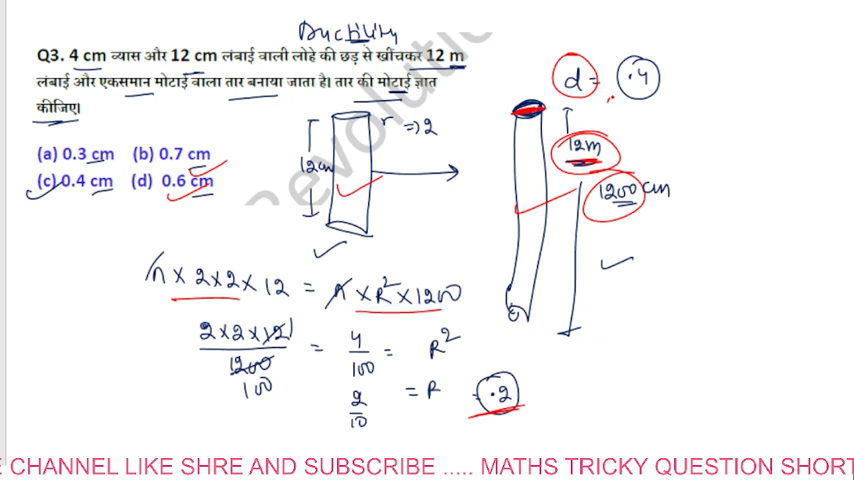 Ductility
Q3. 4 cm व्यास और 12 cm लंबाई वाली लोहे की छड़ से खींचकर 12 m
लंबाई और एकसमान मोटाई वाला तार बनाया जाता है। तार की मोटाई ज्ञात
कीजिए।
(a) 0.3 cm (b) 0.7 cm
(c) 0.4 cm (d) 0.6 cm
r => 2
12cm
d = .4
12m
1200 cm
π × 2 × 2 × 12 = π × R² × 1200
2 × 2 × 12 / 1200 = 4 / 100 = R²
100
2 / 10 = R = .2
Revolution
E CHANNEL LIKE SHRE AND SUBSCRIBE ..... MATHS TRICKY QUESTION SHORT